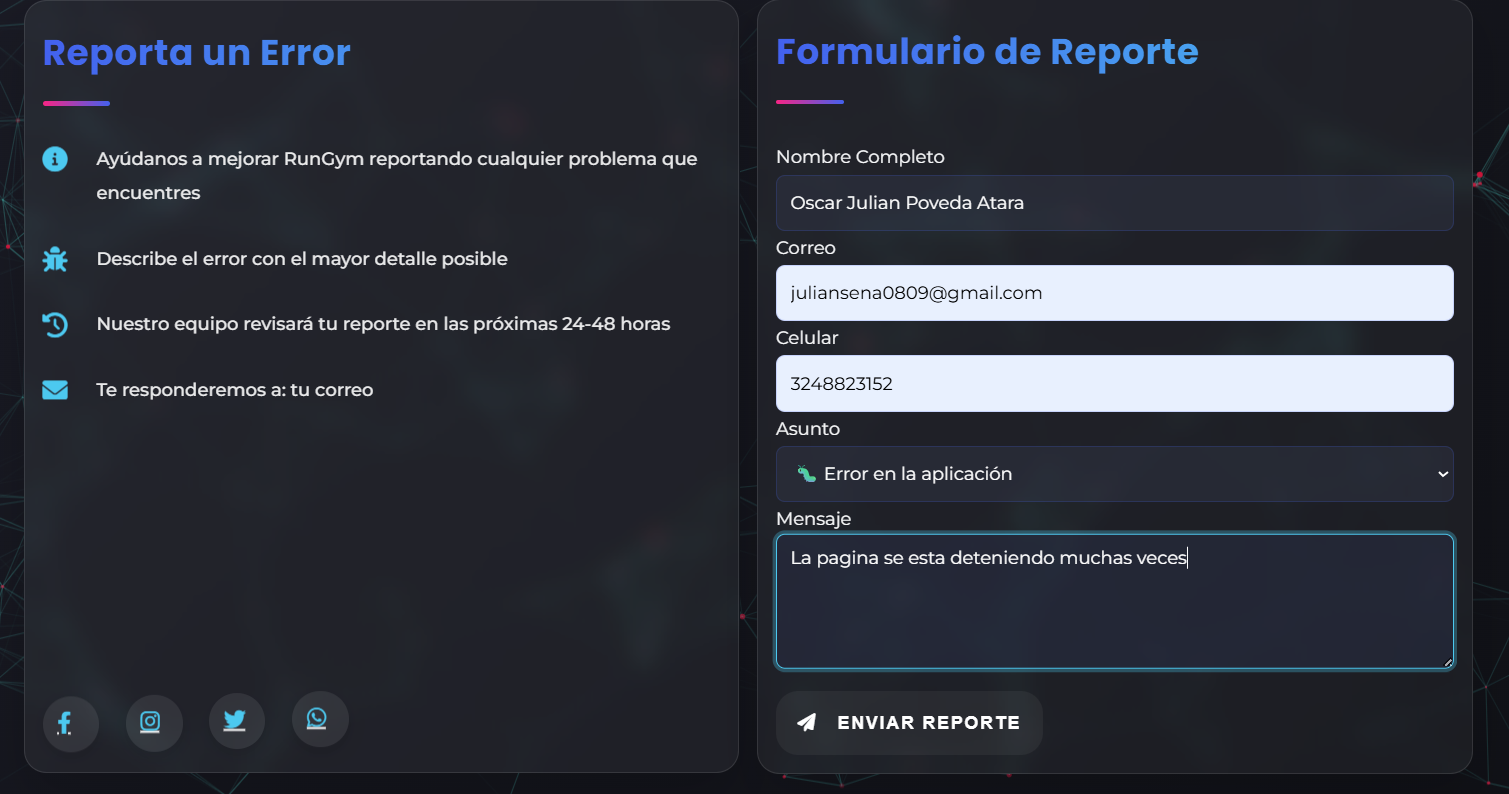 Reporta un Error
Ayúdanos a mejorar RunGym reportando cualquier problema que
encuentres
Describe el error con el mayor detalle posible
Nuestro equipo revisará tu reporte en las próximas 24-48 horas
Te responderemos a: tu correo
Formulario de Reporte
Nombre Completo
Oscar Julian Poveda Atara
Correo
juliansena0809@gmail.com
Celular
3248823152
Asunto
Error en la aplicación
Mensaje
La pagina se esta deteniendo muchas veces
ENVIAR REPORTE